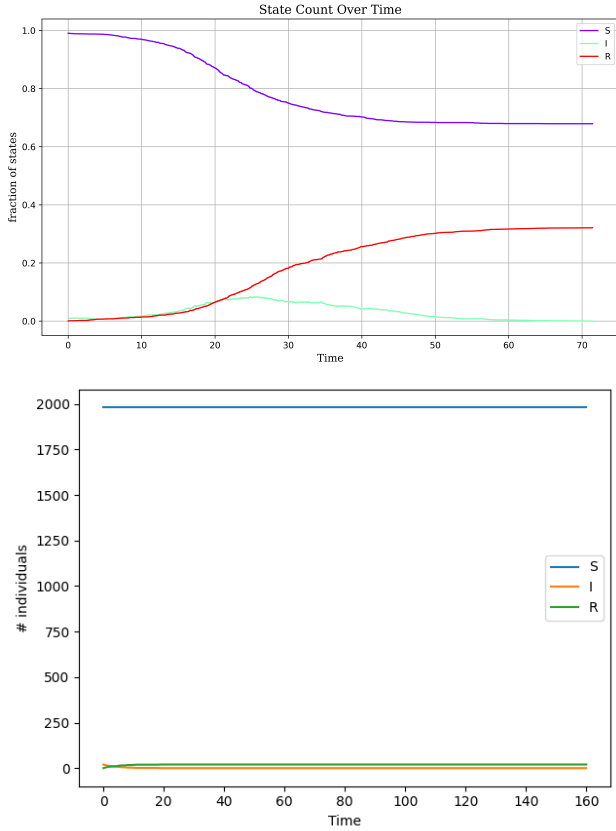 State Count Over Time
S
I
R
1.0
0.8
0.6
0.4
0.2
0.0
fraction of states
0 10 20 30 40 50 60 70
Time
2000
1750
1500
1250
1000
750
500
250
0
# individuals
S
I
R
0 20 40 60 80 100 120 140 160
Time